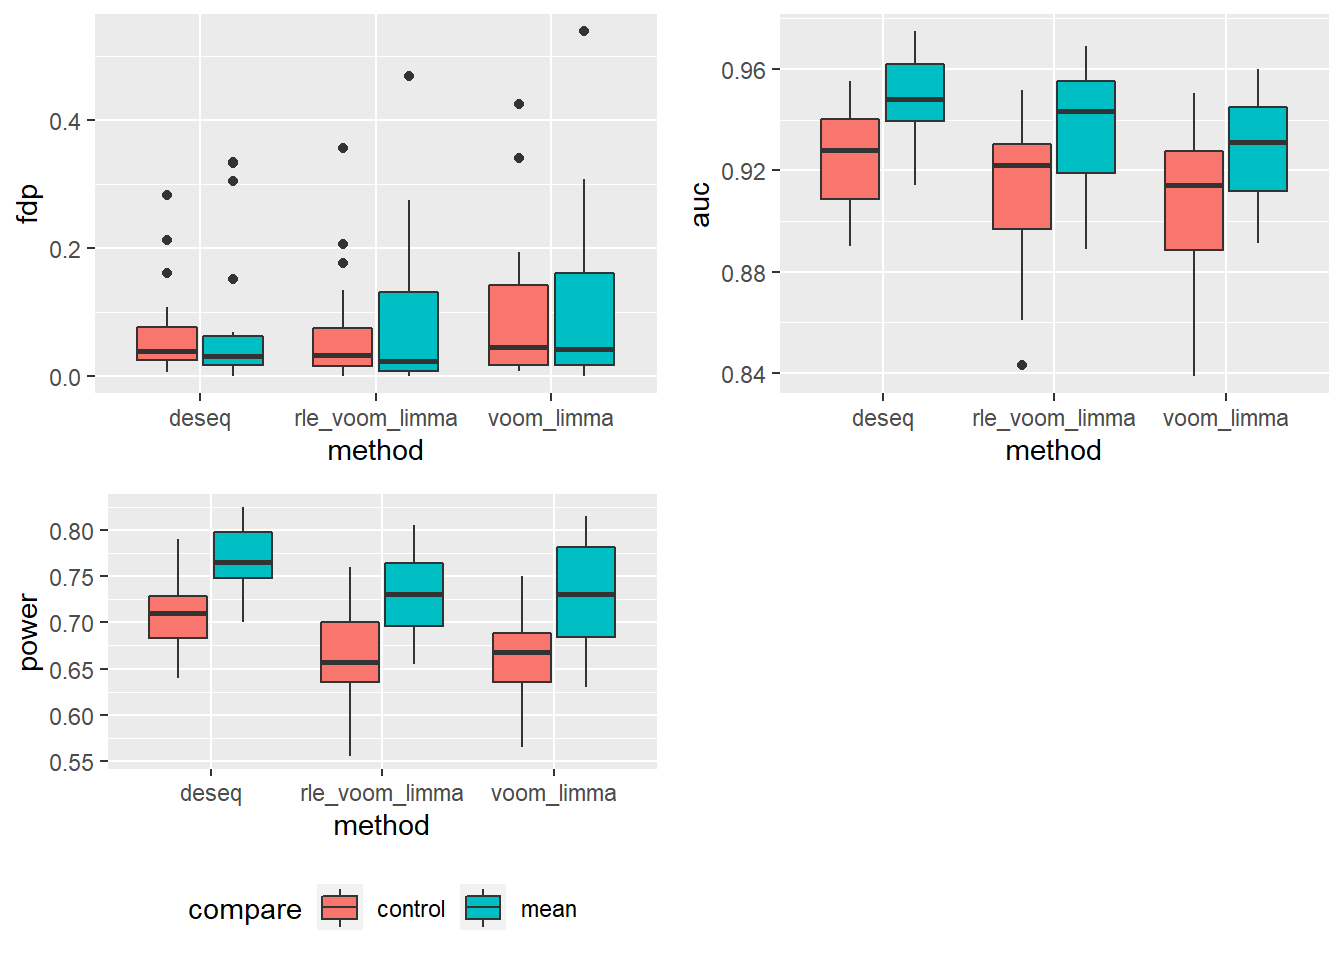 fdp
0.4
0.2
0.0
deseq rle_voom_limma voom_limma
method
auc
0.96
0.92
0.88
0.84
deseq rle_voom_limma voom_limma
method
power
0.80
0.75
0.70
0.65
0.60
0.55
deseq rle_voom_limma voom_limma
method
compare control mean